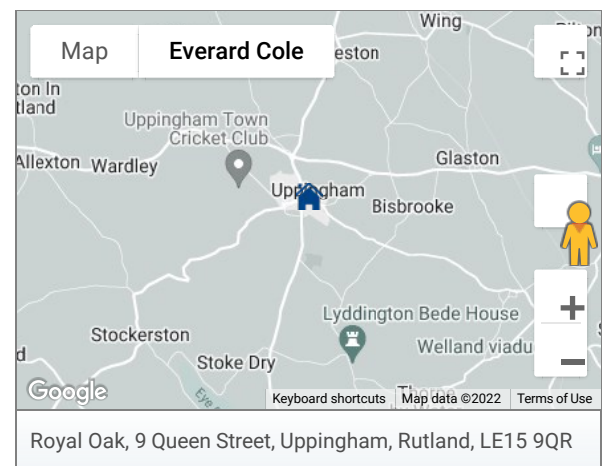 Wing
Map
Everard Cole
eston
ton In
tland
Uppingham Town
Cricket Club
Allexton
Wardley
Glaston
Uppingham
Bisbrooke
Lyddington Bede House
Stockerston
Welland viadu
d
Stoke Dry
Google
Keyboard shortcuts
Map data ©2022
Terms of Use
Royal Oak, 9 Queen Street, Uppingham, Rutland, LE15 9QR